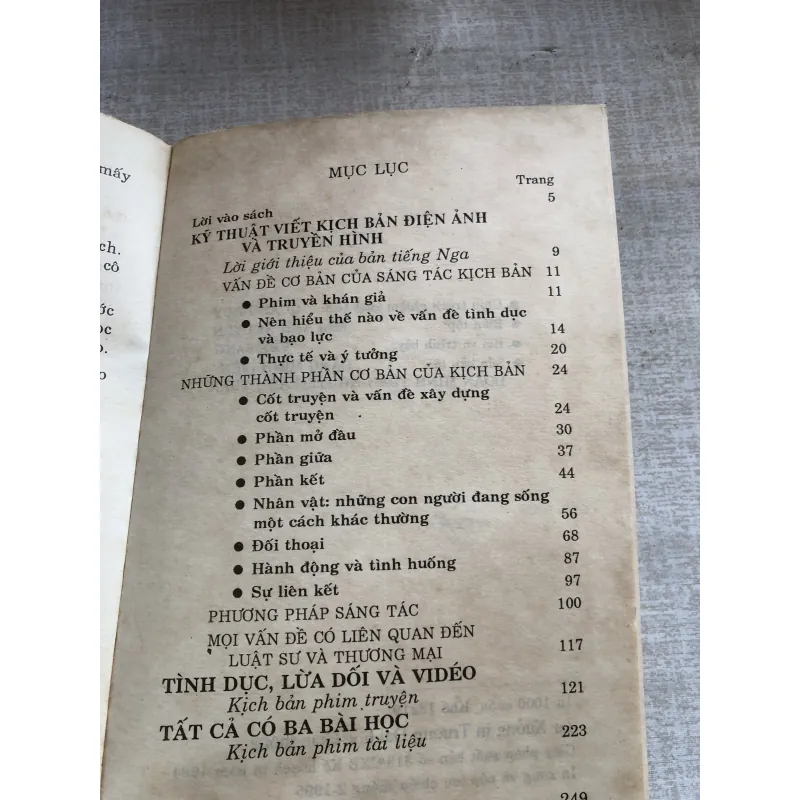 mấy
ch.
cô
ớc
ọc
o.
o
MỤC LỤC
Trang
Lời vào sách 5
KỸ THUẬT VIẾT KỊCH BẢN ĐIỆN ẢNH
VÀ TRUYỀN HÌNH
Lời giới thiệu của bản tiếng Nga 9
VẤN ĐỀ CƠ BẢN CỦA SÁNG TÁC KỊCH BẢN 11
● Phim và khán giả 11
● Nên hiểu thế nào về vấn đề tình dục
và bạo lực 14
● Thực tế và ý tưởng 20
NHỮNG THÀNH PHẦN CƠ BẢN CỦA KỊCH BẢN 24
● Cốt truyện và vấn đề xây dựng
cốt truyện 24
● Phần mở đầu 30
● Phần giữa 37
● Phần kết 44
● Nhân vật: những con người đang sống
một cách khác thường 56
● Đối thoại 68
● Hành động và tình huống 87
● Sự liên kết 97
PHƯƠNG PHÁP SÁNG TÁC 100
MỌI VẤN ĐỀ CÓ LIÊN QUAN ĐẾN
LUẬT SƯ VÀ THƯƠNG MẠI 117
TÌNH DỤC, LỪA DỐI VÀ VIDÉO
Kịch bản phim truyện 121
TẤT CẢ CÓ BA BÀI HỌC
Kịch bản phim tài liệu 223
249